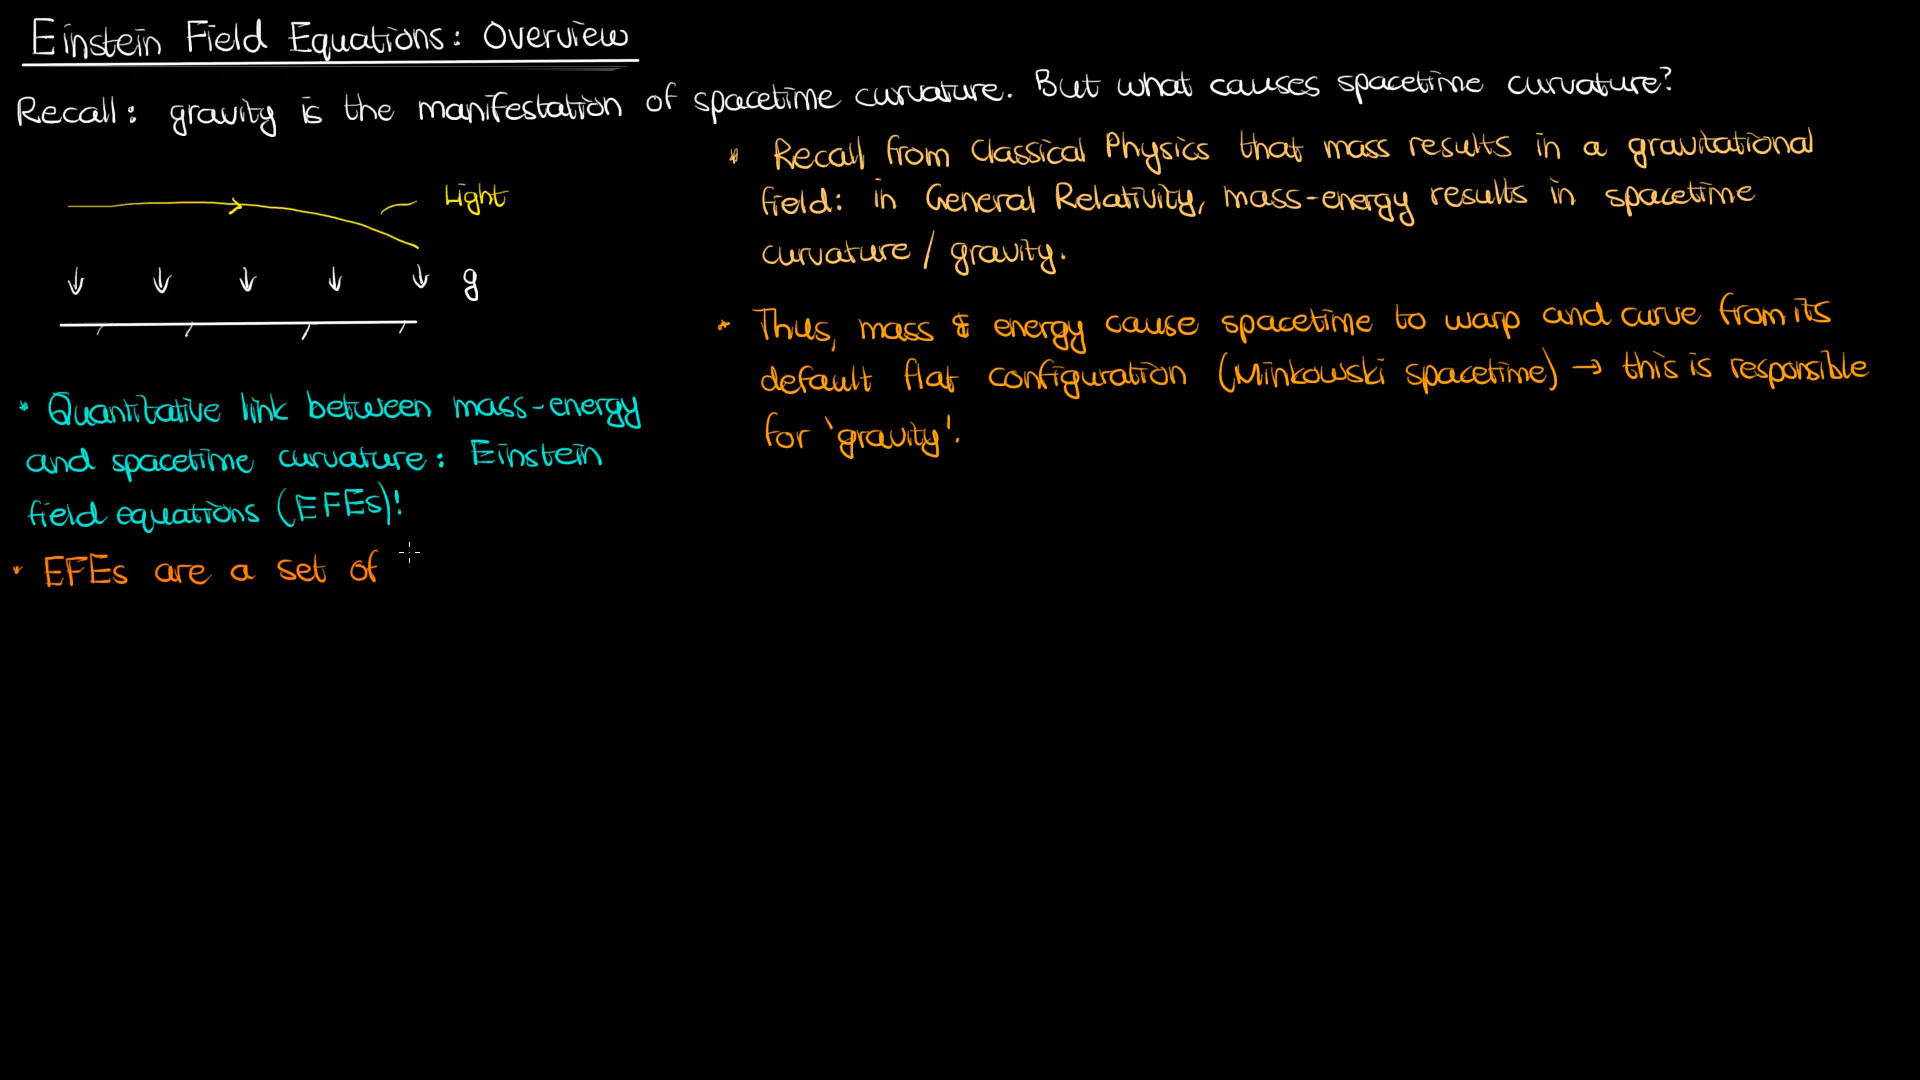 Einstein Field Equations: Overview
Recall: gravity is the manifestation of spacetime curvature. But what causes spacetime curvature?
Light
g
* Recall from Classical Physics that mass results in a gravitational
field: in General Relativity, mass-energy results in spacetime
curvature / gravity.
* Thus, mass & energy cause spacetime to warp and curve from its
default flat configuration (Minkowski spacetime) → this is responsible
for 'gravity'.
* Quantitative link between mass-energy
and spacetime curvature: Einstein
field equations (EFEs)!
* EFEs are a set of